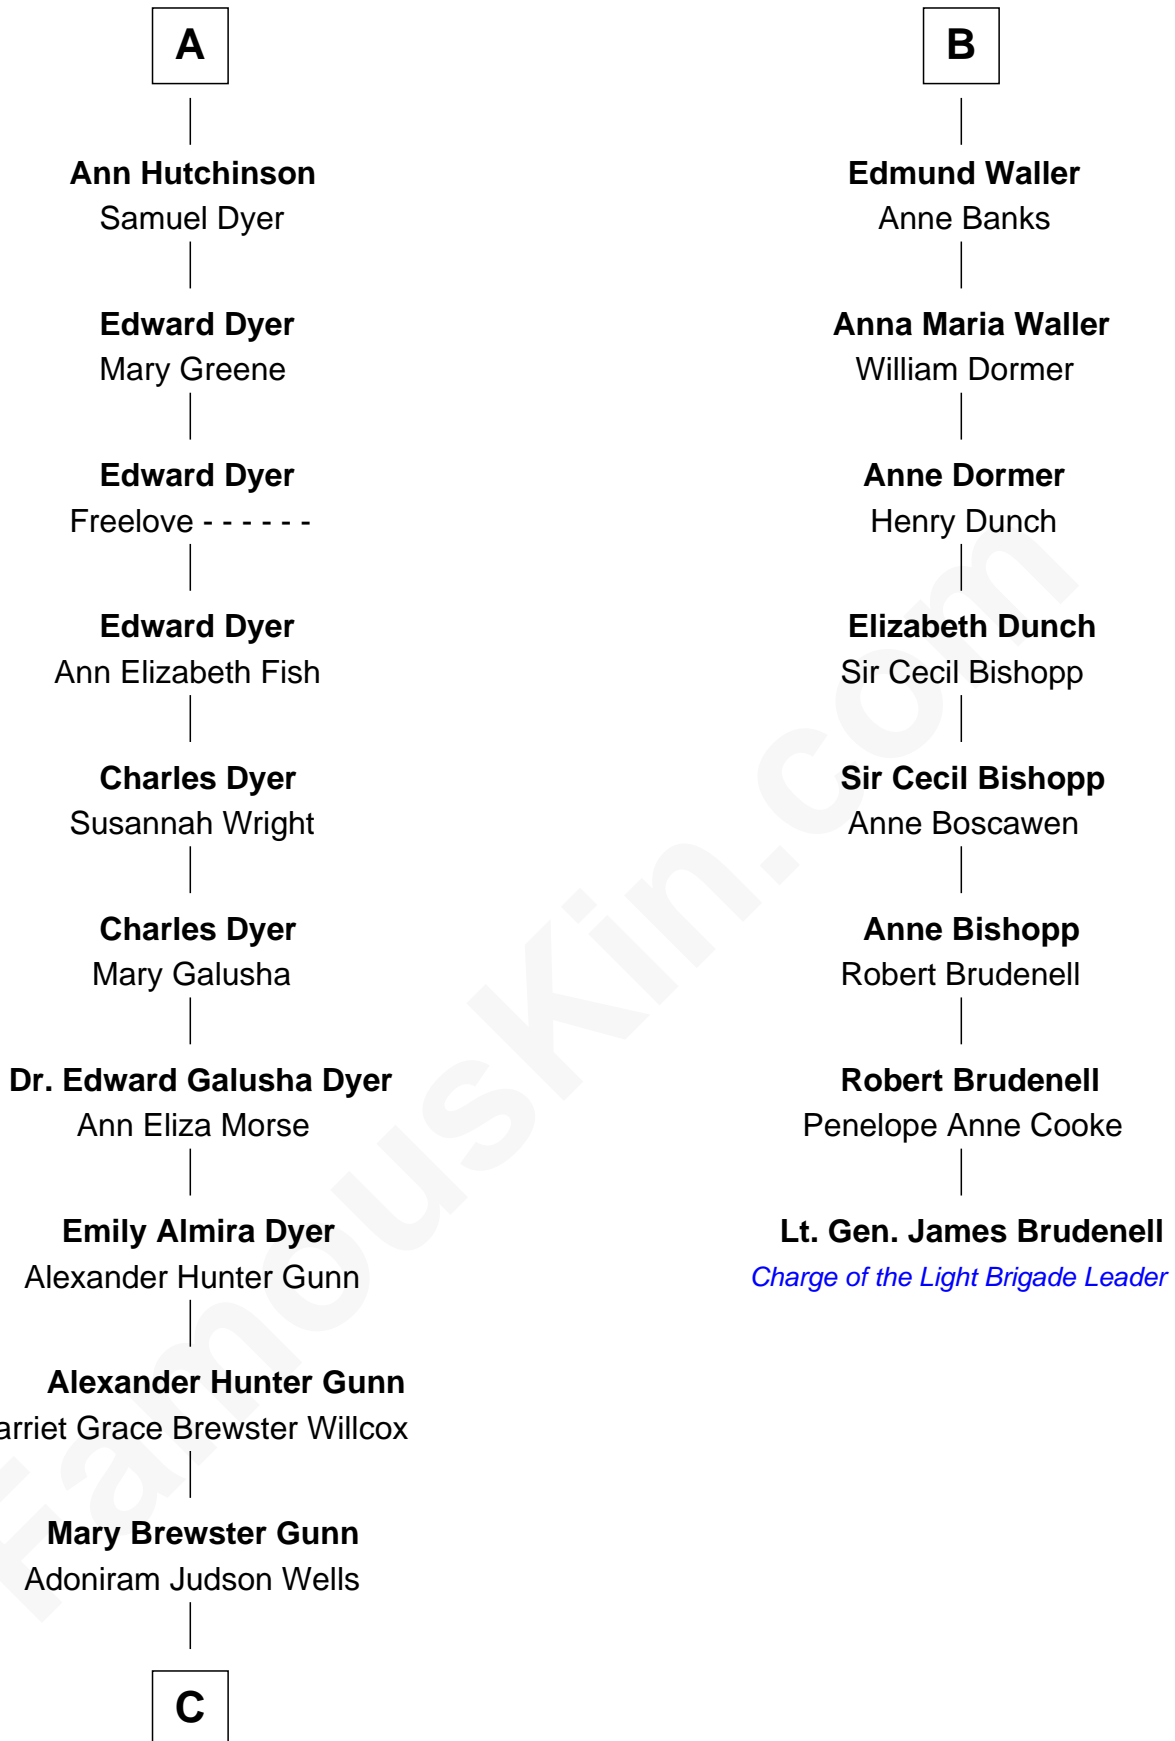 A
Ann Hutchinson
Samuel Dyer
Edward Dyer
Mary Greene
Edward Dyer
Freelove - - - - - -
Edward Dyer
Ann Elizabeth Fish
Charles Dyer
Susannah Wright
Charles Dyer
Mary Galusha
Dr. Edward Galusha Dyer
Ann Eliza Morse
Emily Almira Dyer
Alexander Hunter Gunn
Alexander Hunter Gunn
arriet Grace Brewster Willcox
Mary Brewster Gunn
Adoniram Judson Wells
C
B
Edmund Waller
Anne Banks
Anna Maria Waller
William Dormer
Anne Dormer
Henry Dunch
Elizabeth Dunch
Sir Cecil Bishopp
Sir Cecil Bishopp
Anne Boscawen
Anne Bishopp
Robert Brudenell
Robert Brudenell
Penelope Anne Cooke
Lt. Gen. James Brudenell
Charge of the Light Brigade Leader
FamousKin.com